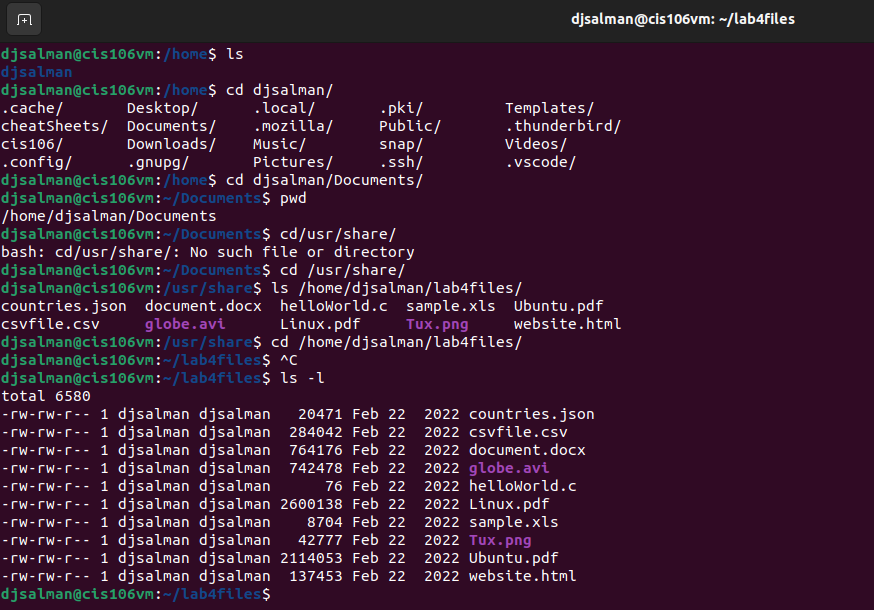 djsalman@cis106vm: ~/lab4files
djsalman@cis106vm:/home$ ls
djsalman
djsalman@cis106vm:/home$ cd djsalman/
.cache/       Desktop/      .local/       .pki/         Templates/
cheatSheets/  Documents/    .mozilla/     Public/       .thunderbird/
cis106/       Downloads/    Music/        snap/         Videos/
.config/      .gnupg/       Pictures/     .ssh/         .vscode/
djsalman@cis106vm:/home$ cd djsalman/Documents/
djsalman@cis106vm:~/Documents$ pwd
/home/djsalman/Documents
djsalman@cis106vm:~/Documents$ cd/usr/share/
bash: cd/usr/share/: No such file or directory
djsalman@cis106vm:~/Documents$ cd /usr/share/
djsalman@cis106vm:/usr/share$ ls /home/djsalman/lab4files/
countries.json  document.docx  helloWorld.c  sample.xls  Ubuntu.pdf
csvfile.csv     globe.avi      Linux.pdf     Tux.png     website.html
djsalman@cis106vm:/usr/share$ cd /home/djsalman/lab4files/
djsalman@cis106vm:~/lab4files$ ^C
djsalman@cis106vm:~/lab4files$ ls -l
total 6580
-rw-rw-r-- 1 djsalman djsalman   20471 Feb 22  2022 countries.json
-rw-rw-r-- 1 djsalman djsalman  284042 Feb 22  2022 csvfile.csv
-rw-rw-r-- 1 djsalman djsalman  764176 Feb 22  2022 document.docx
-rw-rw-r-- 1 djsalman djsalman  742478 Feb 22  2022 globe.avi
-rw-rw-r-- 1 djsalman djsalman      76 Feb 22  2022 helloWorld.c
-rw-rw-r-- 1 djsalman djsalman 2600138 Feb 22  2022 Linux.pdf
-rw-rw-r-- 1 djsalman djsalman    8704 Feb 22  2022 sample.xls
-rw-rw-r-- 1 djsalman djsalman   42777 Feb 22  2022 Tux.png
-rw-rw-r-- 1 djsalman djsalman 2114053 Feb 22  2022 Ubuntu.pdf
-rw-rw-r-- 1 djsalman djsalman  137453 Feb 22  2022 website.html
djsalman@cis106vm:~/lab4files$